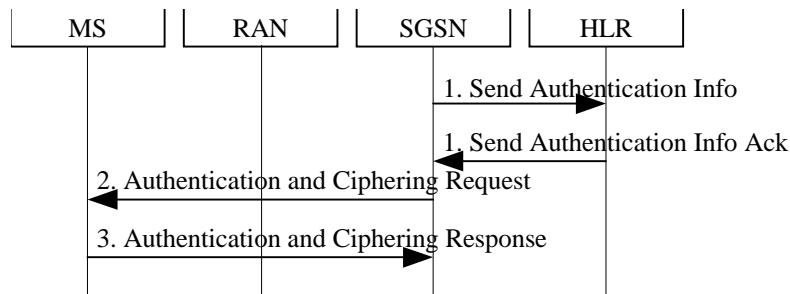 MS RAN SGSN HLR
1. Send Authentication Info
1. Send Authentication Info Ack
2. Authentication and Ciphering Request
3. Authentication and Ciphering Response